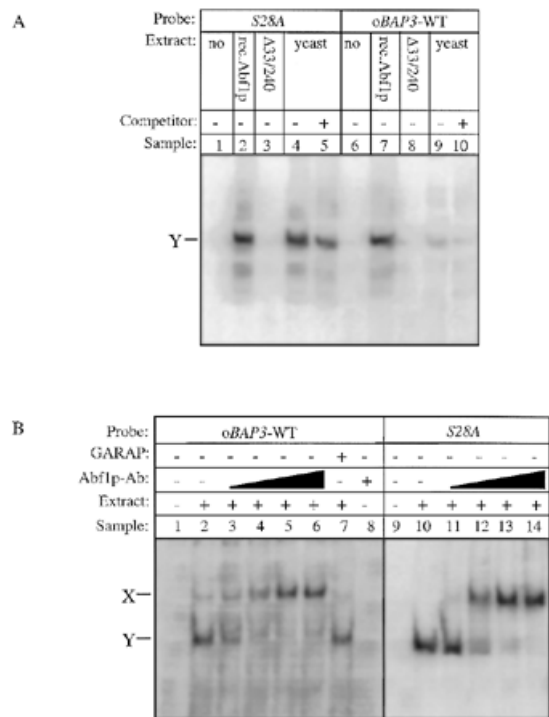 A
Probe: S28A oBAP3-WT
Extract: no rec.Abf1p Δ33/240 yeast no rec.Abf1p Δ33/240 yeast
Competitor: - - - - + - - - - +
Sample: 1 2 3 4 5 6 7 8 9 10
Y
B
Probe: oBAP3-WT S28A
GARAP: - - - - - - + - - - - - - -
Abf1p-Ab: - - - + - -
Extract: - + + + + + + - - + + + + +
Sample: 1 2 3 4 5 6 7 8 9 10 11 12 13 14
X
Y